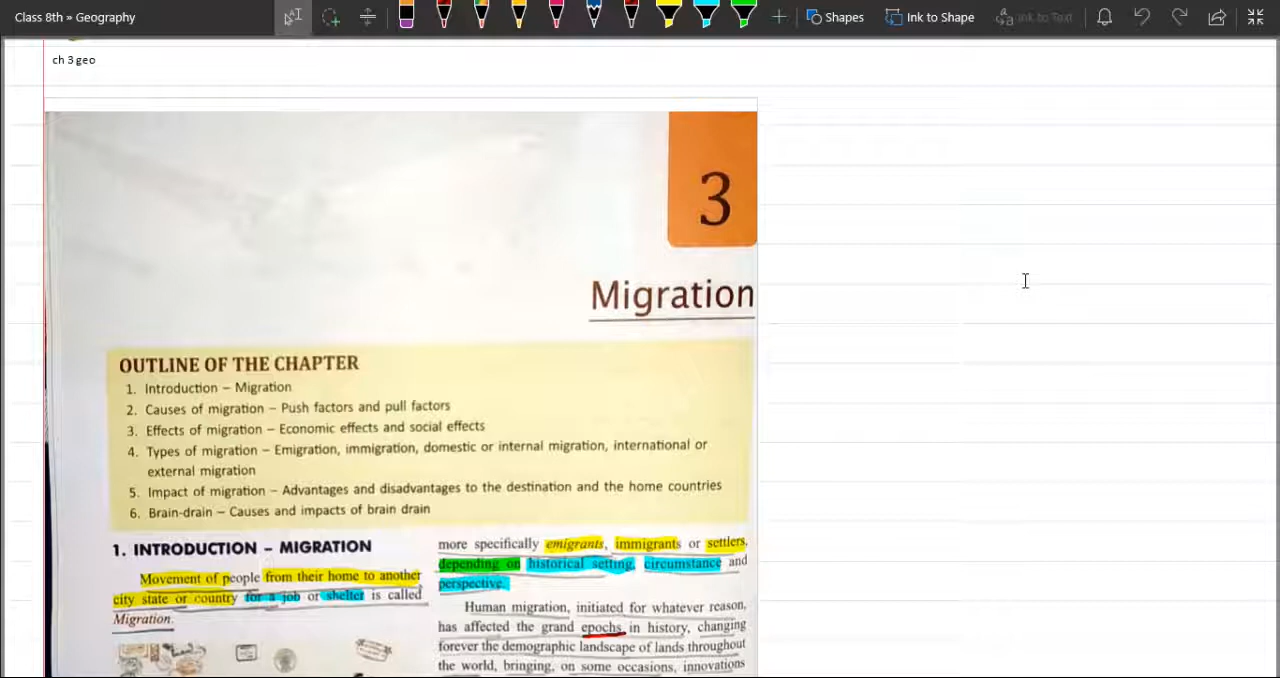 Class 8th » Geography
Shapes
Ink to Shape
Ink to Text
ch 3 geo
3
Migration
OUTLINE OF THE CHAPTER
1. Introduction – Migration
2. Causes of migration – Push factors and pull factors
3. Effects of migration – Economic effects and social effects
4. Types of migration – Emigration, immigration, domestic or internal migration, international or
external migration
5. Impact of migration – Advantages and disadvantages to the destination and the home countries
6. Brain-drain – Causes and impacts of brain drain
1. INTRODUCTION – MIGRATION
Movement of people from their home to another
city state or country for a job or shelter is called
Migration.
more specifically emigrants, immigrants or settlers,
depending on historical setting, circumstance and
perspective.
Human migration, initiated for whatever reason,
has affected the grand epochs in history, changing
forever the demographic landscape of lands throughout
the world, bringing, on some occasions, innovations